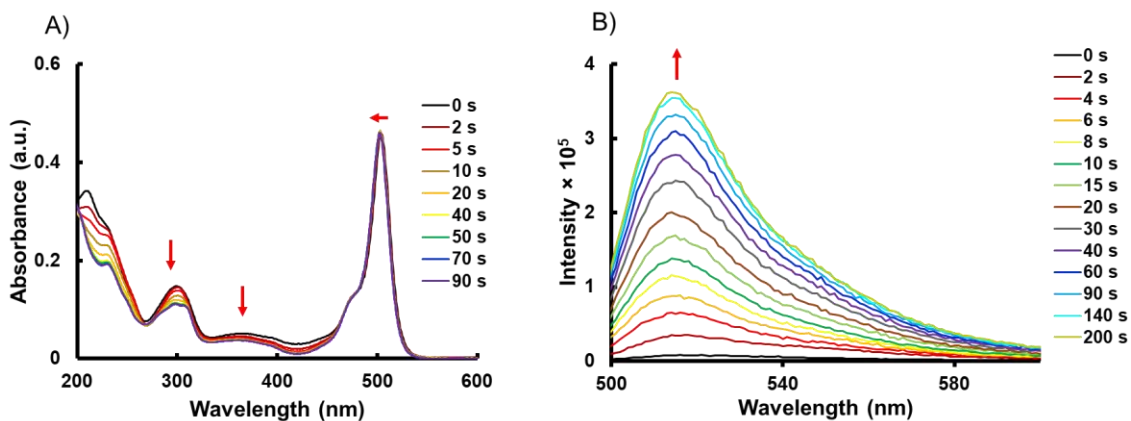 A)
0.6
0.4
0.2
0
200
300
400
500
600
Absorbance (a.u.)
Wavelength (nm)
0 s
2 s
5 s
10 s
20 s
40 s
50 s
70 s
90 s
B)
4
3
2
1
0
500
540
580
Intensity × 10⁵
Wavelength (nm)
0 s
2 s
4 s
6 s
8 s
10 s
15 s
20 s
30 s
40 s
60 s
90 s
140 s
200 s